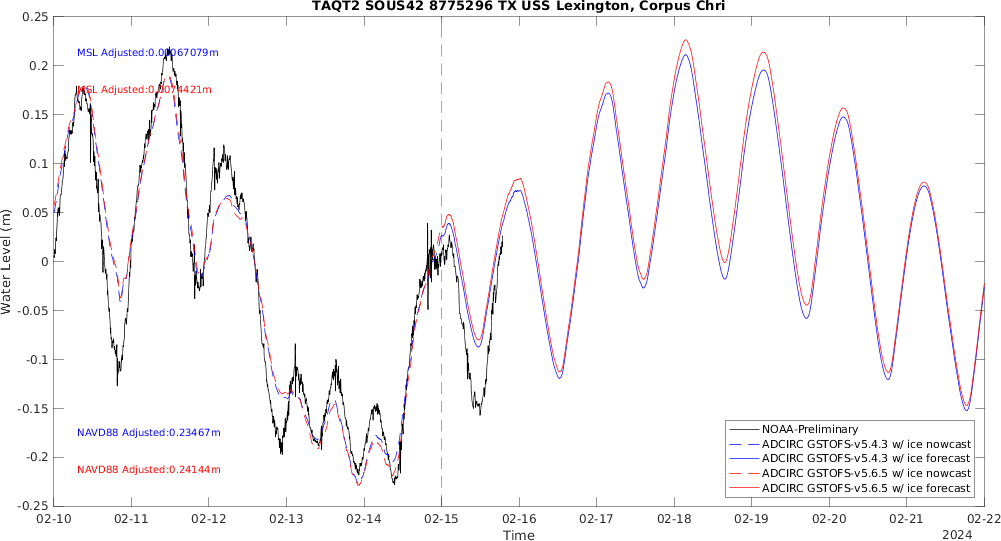 TAQT2 SOUS42 8775296 TX USS Lexington, Corpus Chri
0.25
0.2
0.15
0.1
0.05
0
-0.05
-0.1
-0.15
-0.2
-0.25
Water Level (m)
MSL Adjusted:0.00067079m
MSL Adjusted:0.0074421m
NAVD88 Adjusted:0.23467m
NAVD88 Adjusted:0.24144m
NOAA-Preliminary
ADCIRC GSTOFS-v5.4.3 w/ ice nowcast
ADCIRC GSTOFS-v5.4.3 w/ ice forecast
ADCIRC GSTOFS-v5.6.5 w/ ice nowcast
ADCIRC GSTOFS-v5.6.5 w/ ice forecast
02-10 02-11 02-12 02-13 02-14 02-15 02-16 02-17 02-18 02-19 02-20 02-21 02-22
Time
2024